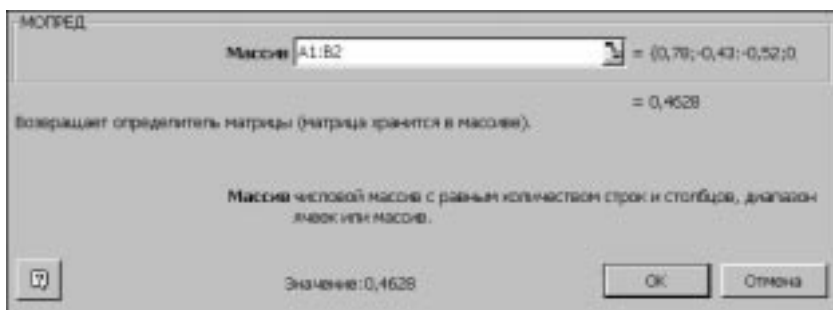 МОПРЕД
Массив A1:B2 = {0,78;-0,43:-0,52;0
= 0,4628
Возвращает определитель матрицы (матрица хранится в массиве).
Массив числовой массив с равным количеством строк и столбцов, диапазон
ячеек или массив.
Значение:0,4628 ОК Отмена